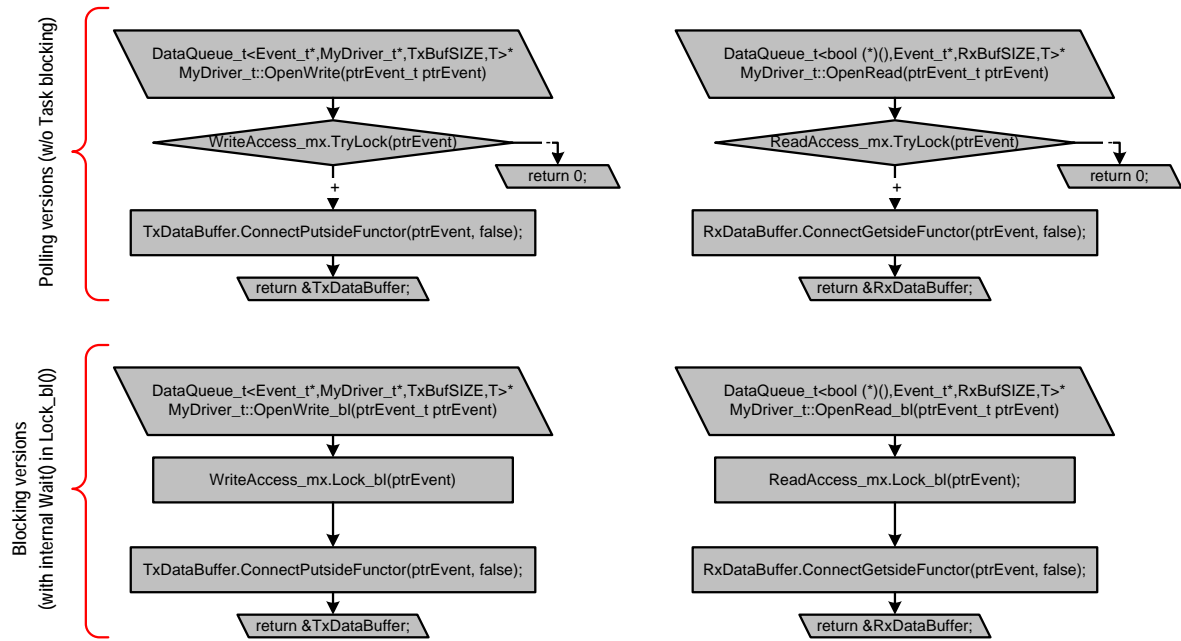 Polling versions (w/o Task blocking)
DataQueue_t<Event_t*,MyDriver_t*,TxBufSIZE,T>*
MyDriver_t::OpenWrite(ptrEvent_t ptrEvent)
WriteAccess_mx.TryLock(ptrEvent)
return 0;
+
TxDataBuffer.ConnectPutsideFunctor(ptrEvent, false);
return &TxDataBuffer;
DataQueue_t<bool (*)(),Event_t*,RxBufSIZE,T>*
MyDriver_t::OpenRead(ptrEvent_t ptrEvent)
ReadAccess_mx.TryLock(ptrEvent)
return 0;
+
RxDataBuffer.ConnectGetsideFunctor(ptrEvent, false);
return &RxDataBuffer;
Blocking versions
(with internal Wait() in Lock_bl())
DataQueue_t<Event_t*,MyDriver_t*,TxBufSIZE,T>*
MyDriver_t::OpenWrite_bl(ptrEvent_t ptrEvent)
WriteAccess_mx.Lock_bl(ptrEvent)
TxDataBuffer.ConnectPutsideFunctor(ptrEvent, false);
return &TxDataBuffer;
DataQueue_t<bool (*)(),Event_t*,RxBufSIZE,T>*
MyDriver_t::OpenRead_bl(ptrEvent_t ptrEvent)
ReadAccess_mx.Lock_bl(ptrEvent);
RxDataBuffer.ConnectGetsideFunctor(ptrEvent, false);
return &RxDataBuffer;